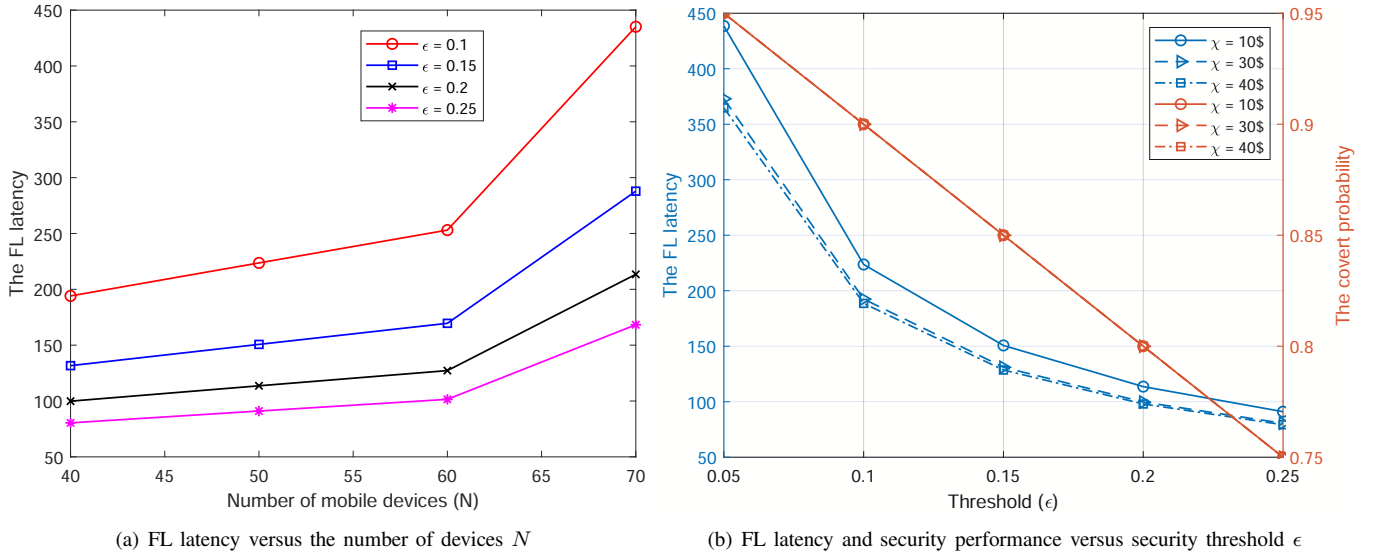 450
400
350
300
250
200
150
100
50
The FL latency
ϵ = 0.1
ϵ = 0.15
ϵ = 0.2
ϵ = 0.25
40 45 50 55 60 65 70
Number of mobile devices (N)
(a) FL latency versus the number of devices N
450
400
350
300
250
200
150
100
50
The FL latency
χ = 10$
χ = 30$
χ = 40$
χ = 10$
χ = 30$
χ = 40$
0.95
0.9
0.85
0.8
0.75
The covert probability
0.05 0.1 0.15 0.2 0.25
Threshold (ϵ)
(b) FL latency and security performance versus security threshold ϵ